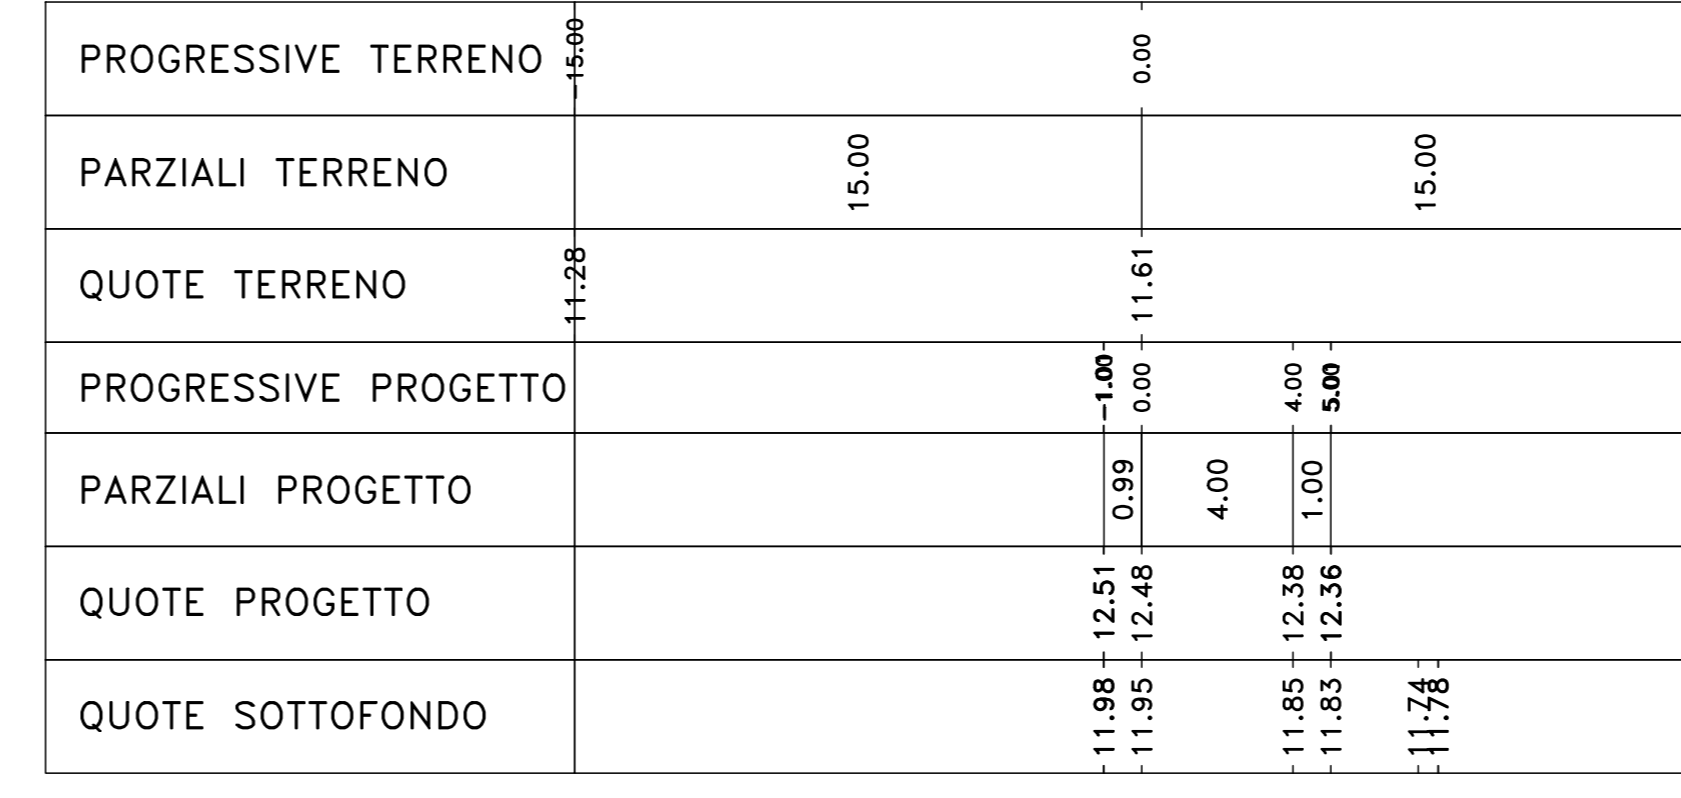 PROGRESSIVE TERRENO -15.00 0.00
PARZIALI TERRENO 15.00 15.00
QUOTE TERRENO 11.28 11.61
PROGRESSIVE PROGETTO -1.00 0.00 4.00 5.00
PARZIALI PROGETTO 0.99 4.00 1.00
QUOTE PROGETTO 12.51 12.48 12.38 12.36
QUOTE SOTTOFONDO 11.98 11.95 11.85 11.83 11.74 11.78